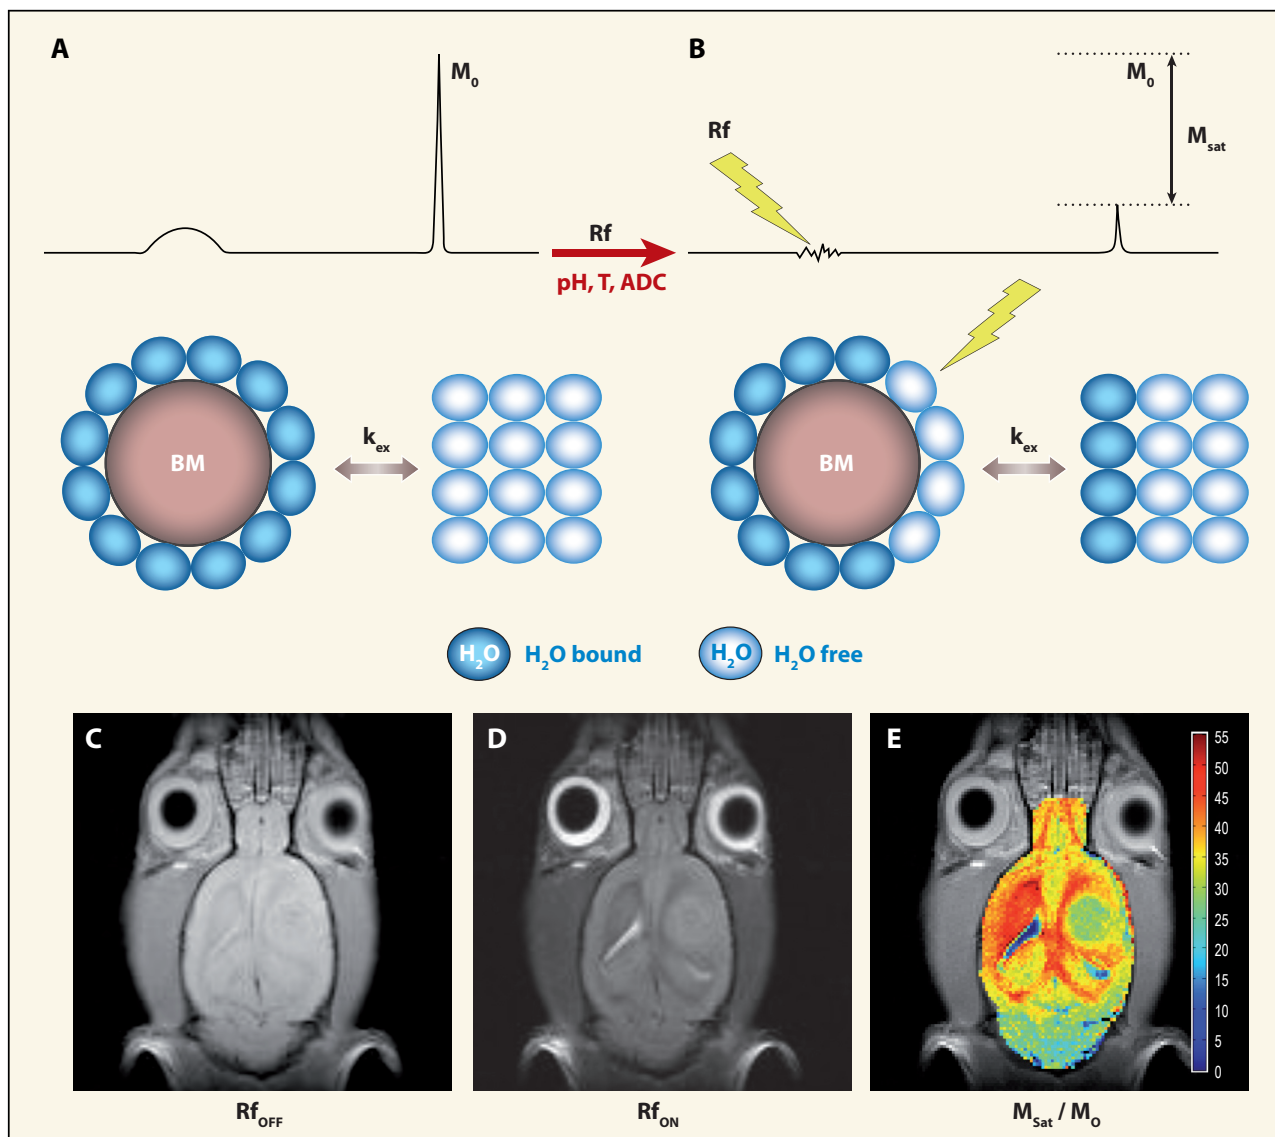 A
B
M0
M0
Rf
Msat
Rf
pH, T, ADC
BM
kex
BM
kex
H2O
H2O bound
H2O
H2O free
C
D
E
55
50
45
40
35
30
25
20
15
10
5
0
RfOFF
RfON
MSat / MO